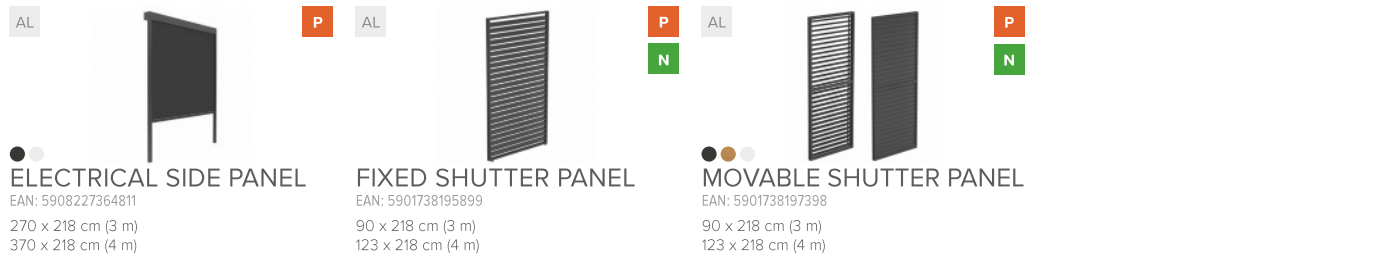 AL
P
ELECTRICAL SIDE PANEL
EAN: 5908227364811
270 x 218 cm (3 m)
370 x 218 cm (4 m)
AL
P
N
FIXED SHUTTER PANEL
EAN: 5901738195899
90 x 218 cm (3 m)
123 x 218 cm (4 m)
AL
P
N
MOVABLE SHUTTER PANEL
EAN: 5901738197398
90 x 218 cm (3 m)
123 x 218 cm (4 m)